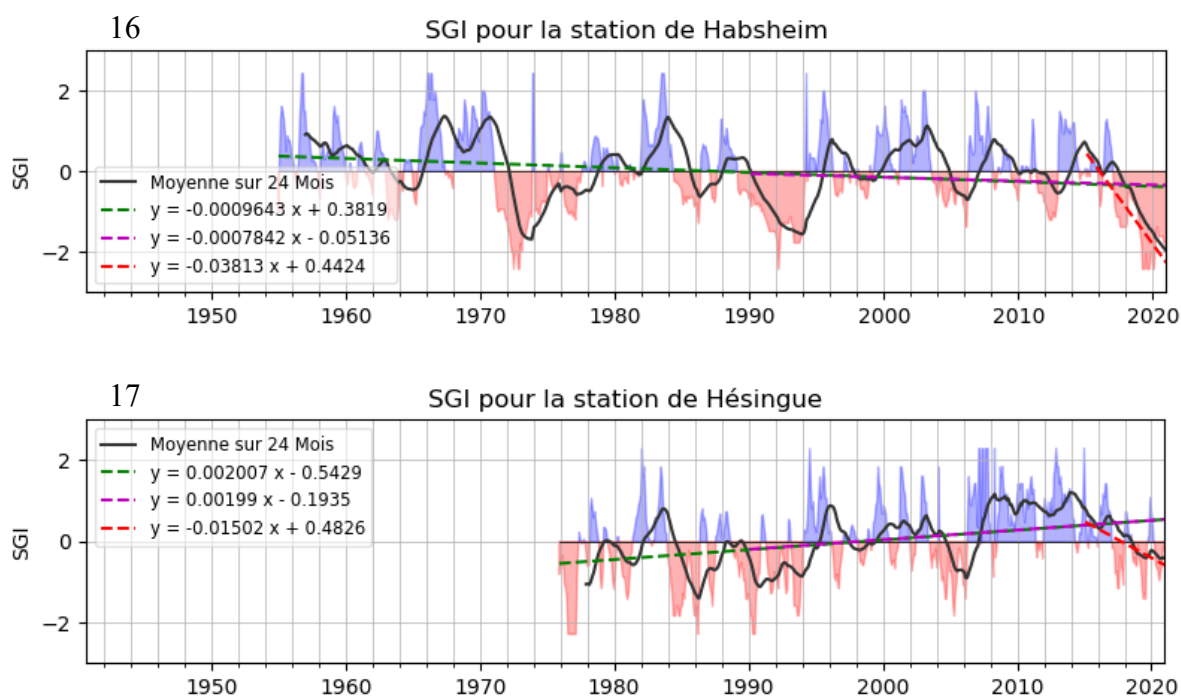 16
SGI pour la station de Habsheim
SGI
2
0
−2
Moyenne sur 24 Mois
y = -0.0009643 x + 0.3819
y = -0.0007842 x - 0.05136
y = -0.03813 x + 0.4424
1950 1960 1970 1980 1990 2000 2010 2020
17
SGI pour la station de Hésingue
SGI
2
0
−2
Moyenne sur 24 Mois
y = 0.002007 x - 0.5429
y = 0.00199 x - 0.1935
y = -0.01502 x + 0.4826
1950 1960 1970 1980 1990 2000 2010 2020